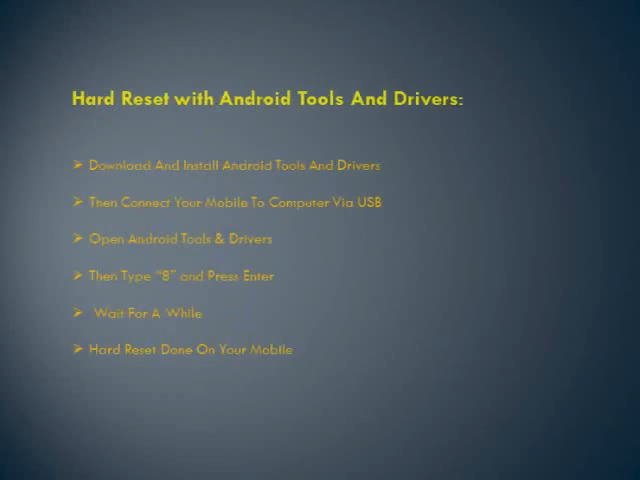 Hard Reset with Android Tools And Drivers:
➢ Download And Install Android Tools And Drivers
➢ Then Connect Your Mobile To Computer Via USB
➢ Open Android Tools & Drivers
➢ Then Type “8” and Press Enter
➢ Wait For A While
➢ Hard Reset Done On Your Mobile